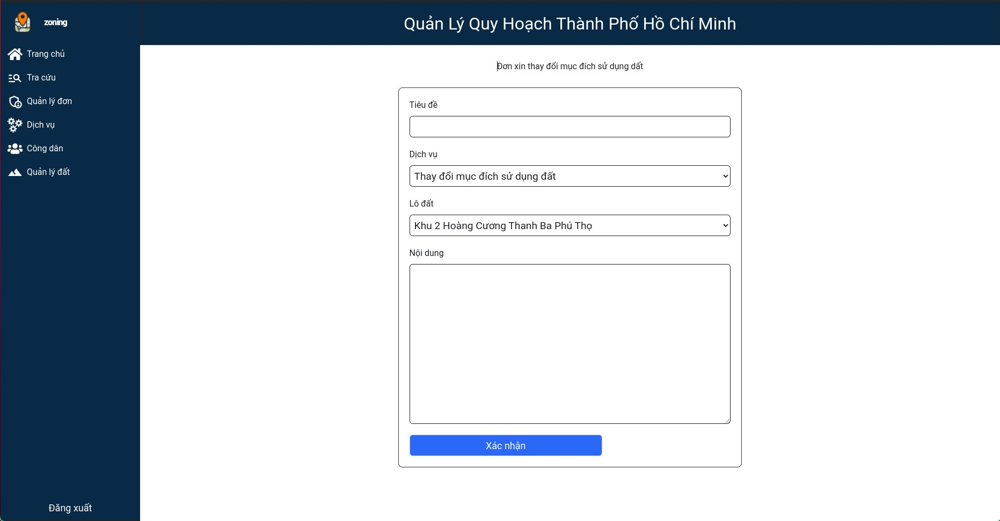 zoning
Trang chủ
Tra cứu
Quản lý đơn
Dịch vụ
Công dân
Quản lý đất
Đăng xuất
Quản Lý Quy Hoạch Thành Phố Hồ Chí Minh
Đơn xin thay đổi mục đích sử dụng dất
Tiêu đề
Dịch vụ
Thay đổi mục đích sử dụng đất
Lô đất
Khu 2 Hoàng Cương Thanh Ba Phú Thọ
Nội dung
Xác nhận